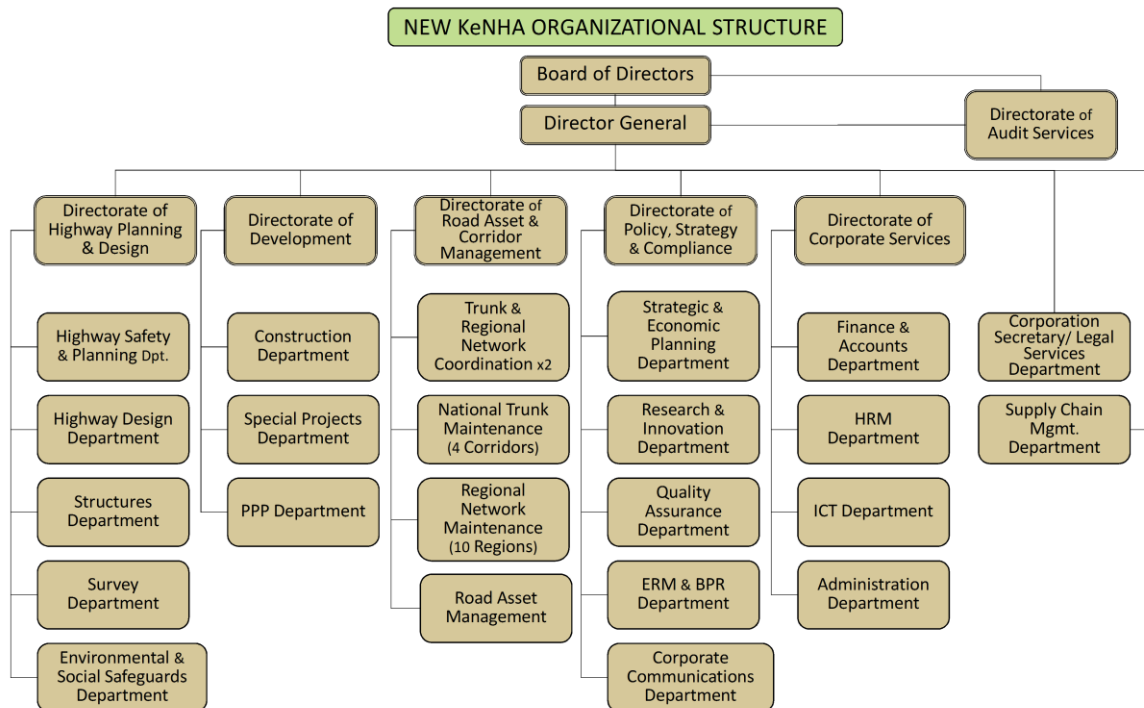 NEW KeNHA ORGANIZATIONAL STRUCTURE
Board of Directors
Director General
Directorate of
Audit Services
Directorate of
Highway Planning
& Design
Directorate of
Development
Directorate of
Road Asset &
Corridor
Management
Directorate of
Policy, Strategy
& Compliance
Directorate of
Corporate Services
Highway Safety
& Planning Dpt.
Construction
Department
Trunk &
Regional
Network
Coordination x2
Strategic &
Economic
Planning
Department
Finance &
Accounts
Department
Corporation
Secretary/ Legal
Services
Department
Highway Design
Department
Special Projects
Department
National Trunk
Maintenance
(4 Corridors)
Research &
Innovation
Department
HRM
Department
Supply Chain
Mgmt.
Department
Structures
Department
PPP Department
Regional
Network
Maintenance
(10 Regions)
Quality
Assurance
Department
ICT Department
Survey
Department
Road Asset
Management
ERM & BPR
Department
Administration
Department
Environmental &
Social Safeguards
Department
Corporate
Communications
Department